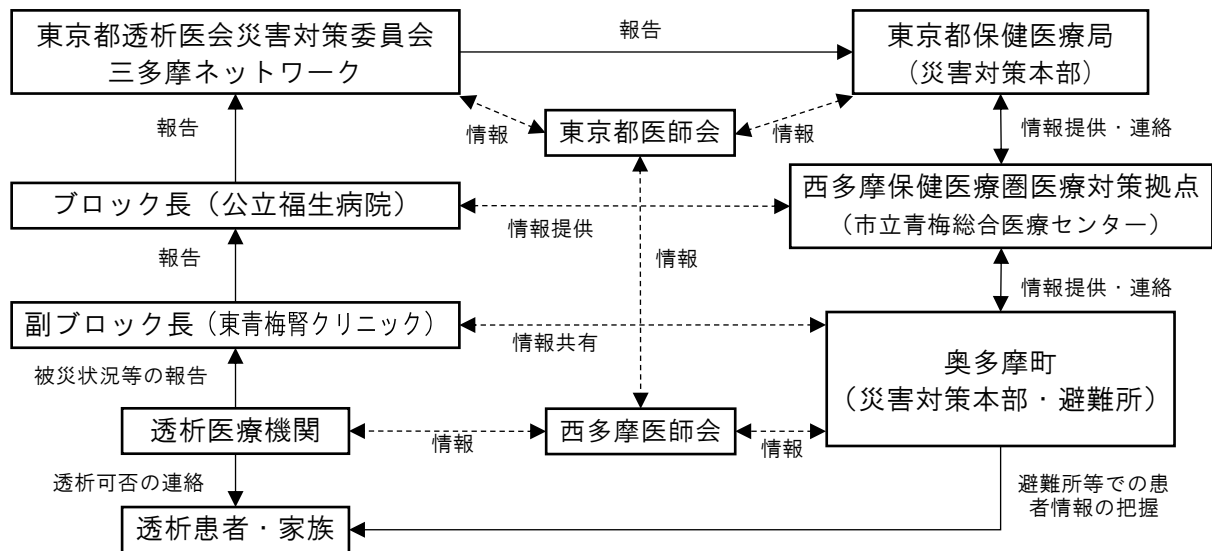 東京都透析医会災害対策委員会
三多摩ネットワーク
報告
東京都保健医療局
（災害対策本部）
報告
情報
東京都医師会
情報
情報提供・連絡
ブロック長（公立福生病院）
情報提供
西多摩保健医療圏医療対策拠点
（市立青梅総合医療センター）
報告
情報
情報提供・連絡
副ブロック長（東青梅腎クリニック）
情報共有
奥多摩町
（災害対策本部・避難所）
被災状況等の報告
透析医療機関
情報
西多摩医師会
情報
透析可否の連絡
避難所等での患
者情報の把握
透析患者・家族